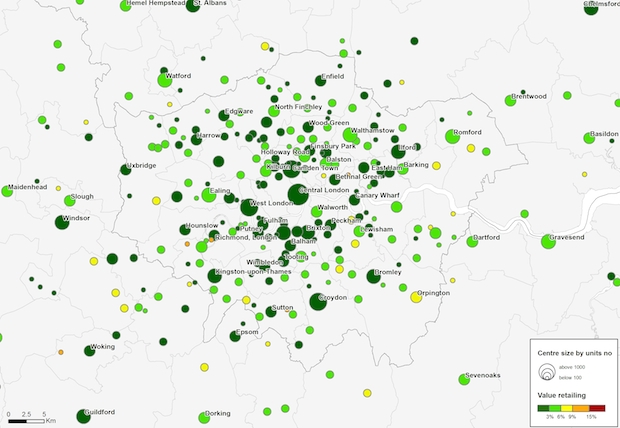 Hemel Hempstead
St. Albans
Chelmsford
Watford
Enfield
Brentwood
Edgware
North Finchley
Wood Green
Walthamstow
Romford
Basildon
Harrow
Finsbury Park
Ilford
Holloway Road
Dalston
Uxbridge
Kilburn
Camden Town
East Ham
Barking
Bethnal Green
Maidenhead
Slough
Ealing
Central London
Canary Wharf
West London
Walworth
Windsor
Hounslow
Fulham
Peckham
Putney
Brixton
Lewisham
Richmond, London
Balham
Dartford
Gravesend
Tooting
Wimbledon
Kingston-upon-Thames
Bromley
Croydon
Orpington
Sutton
Epsom
Woking
Sevenoaks
Guildford
Dorking
Centre size by units no
above 1000
below 100
Value retailing
3% 6% 9% 15%
0 2.5 5
Km